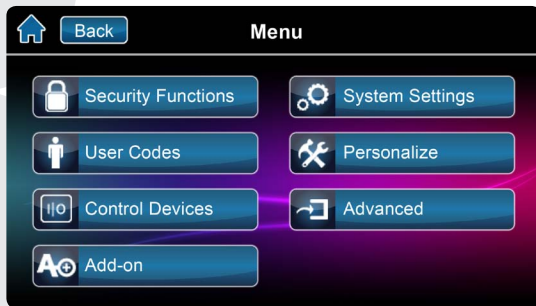 Back
Menu
Security Functions
System Settings
User Codes
Personalize
Control Devices
Advanced
Add-on